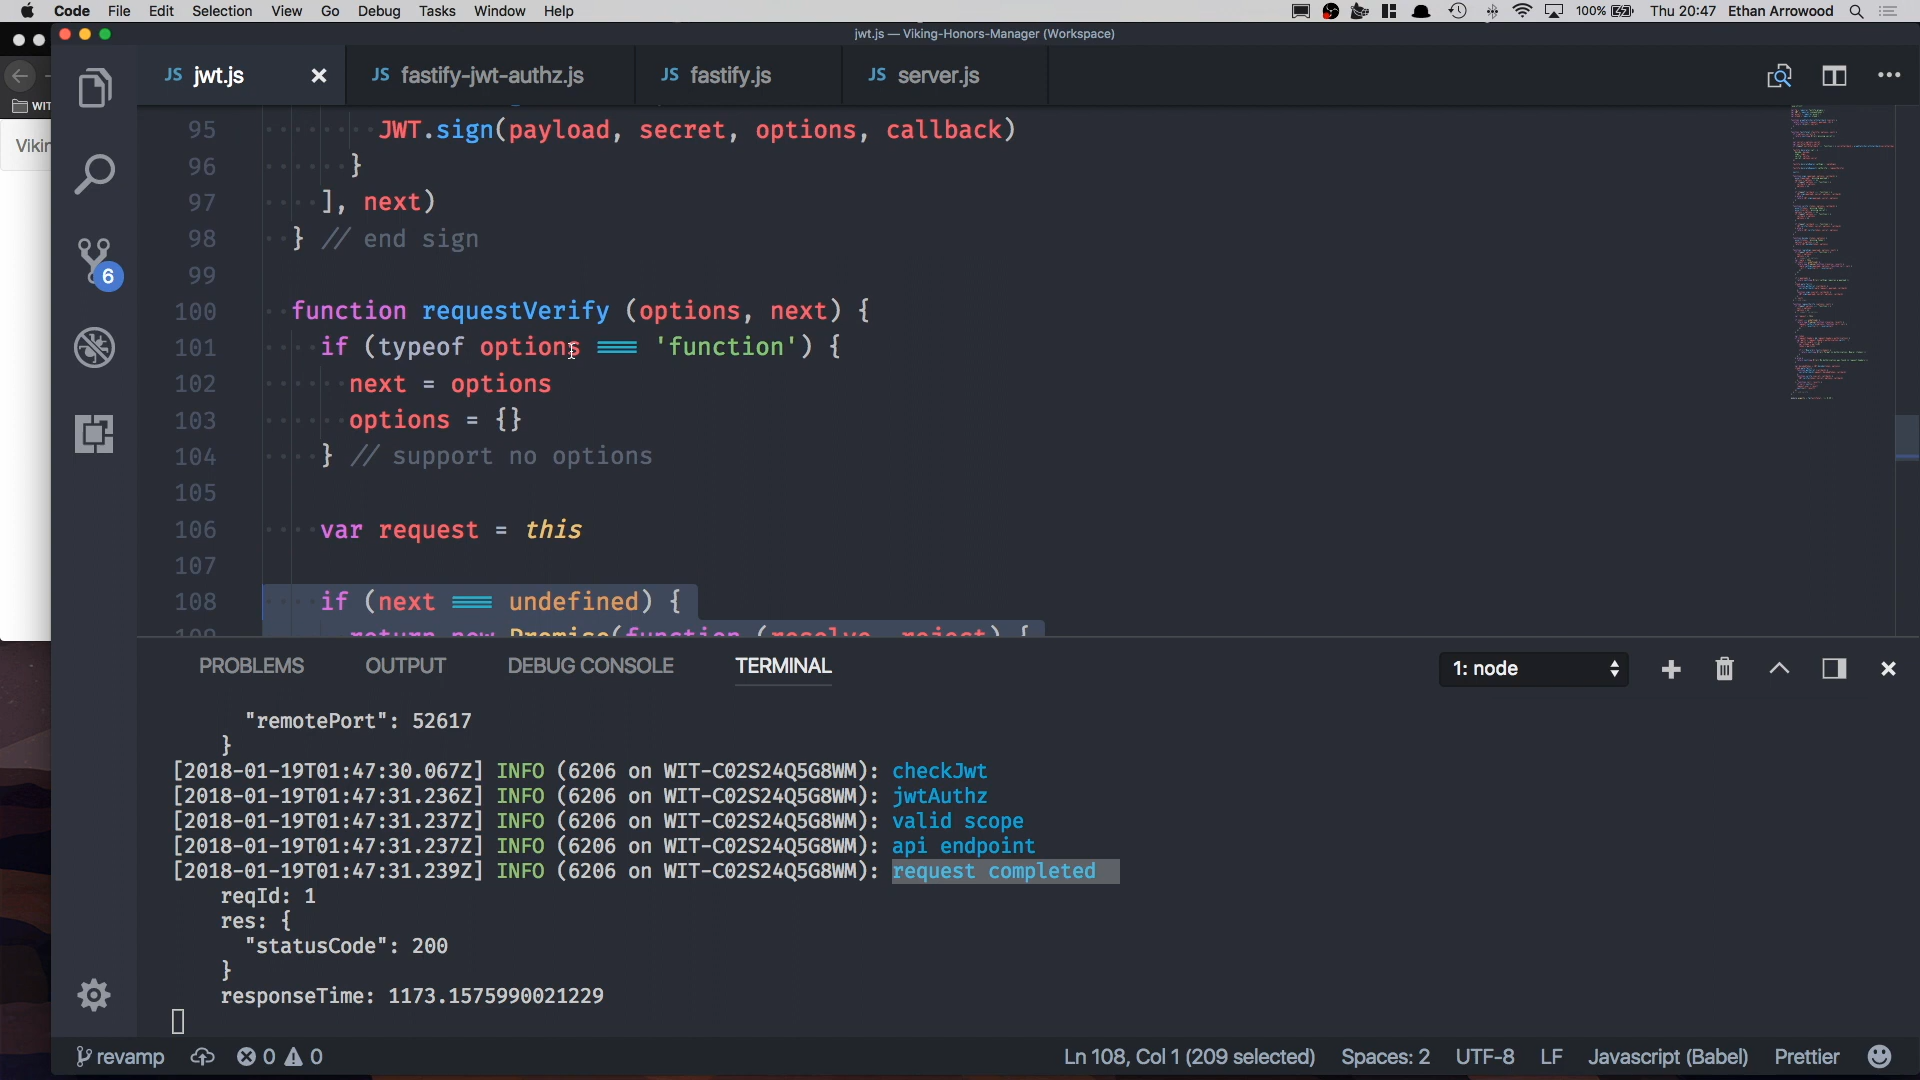 Code File Edit Selection View Go Debug Tasks Window Help 100% Thu 20:47 Ethan Arrowood
jwt.js — Viking-Honors-Manager (Workspace)
JS jwt.js JS fastify-jwt-authz.js JS fastify.js JS server.js
95 JWT.sign(payload, secret, options, callback)
96 }
97 ], next)
98 } // end sign
99
100 function requestVerify (options, next) {
101 if (typeof options === 'function') {
102 next = options
103 options = {}
104 } // support no options
105
106 var request = this
107
108 if (next === undefined) {
109 return new Promise(function (resolve, reject) {
6
PROBLEMS OUTPUT DEBUG CONSOLE TERMINAL 1: node
"remotePort": 52617
}
[2018-01-19T01:47:30.067Z] INFO (6206 on WIT-C02S24Q5G8WM): checkJwt
[2018-01-19T01:47:31.236Z] INFO (6206 on WIT-C02S24Q5G8WM): jwtAuthz
[2018-01-19T01:47:31.237Z] INFO (6206 on WIT-C02S24Q5G8WM): valid scope
[2018-01-19T01:47:31.237Z] INFO (6206 on WIT-C02S24Q5G8WM): api endpoint
[2018-01-19T01:47:31.239Z] INFO (6206 on WIT-C02S24Q5G8WM): request completed
reqId: 1
res: {
"statusCode": 200
}
responseTime: 1173.1575990021229
revamp 0 0 Ln 108, Col 1 (209 selected) Spaces: 2 UTF-8 LF Javascript (Babel) Prettier